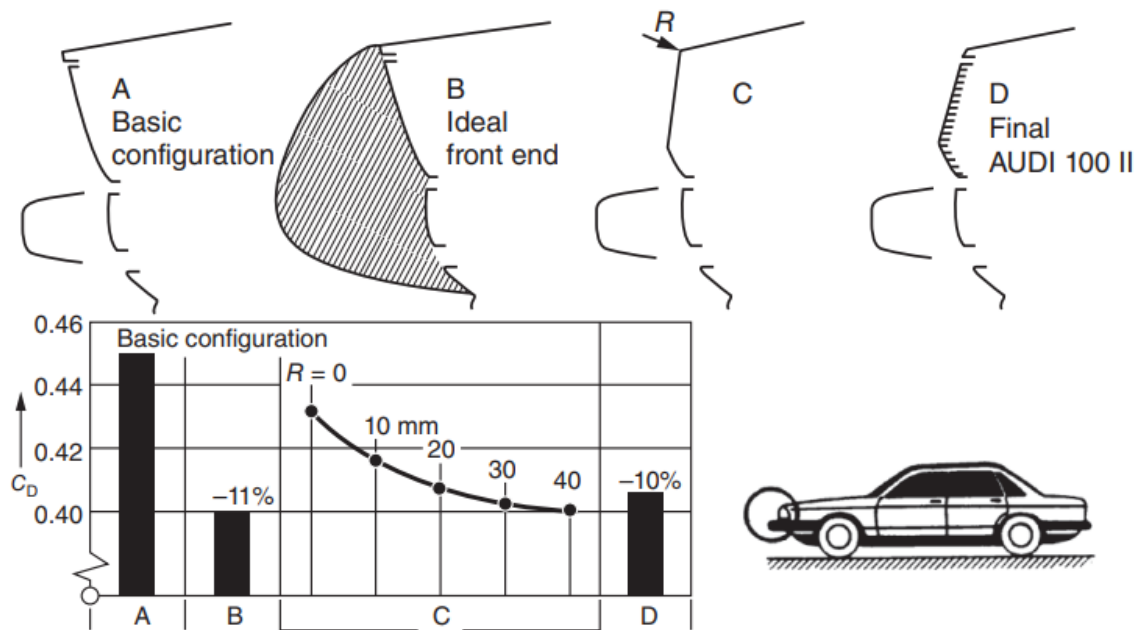 R
A
Basic
configuration
B
Ideal
front end
C
D
Final
AUDI 100 II
0.46
0.44
0.42
0.40
C_D
Basic configuration
–11%
R = 0
10 mm
20
30
40
–10%
A
B
C
D